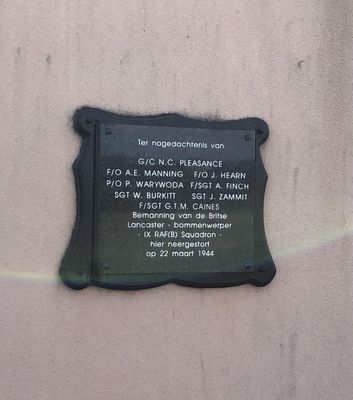 Ter nagedachtenis van
G/C N.C. PLEASANCE
F/O A.E. MANNING F/O J. HEARN
P/O P. WARYWODA F/SGT A. FINCH
SGT W. BURKITT SGT J. ZAMMIT
F/SGT G.T.M. CAINES
Bemanning van de Britse
Lancaster - bommenwerper
- IX RAF(B) Squadron -
hier neergestort
op 22 maart 1944